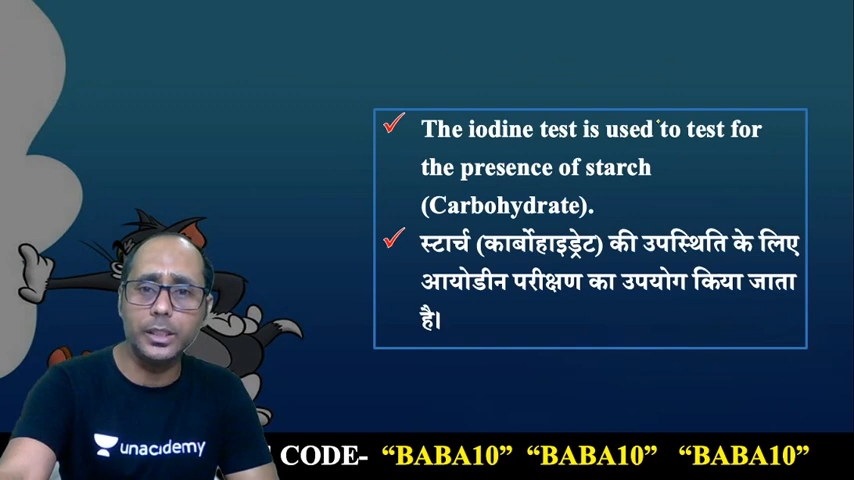 The iodine test is used to test for
the presence of starch
(Carbohydrate).
स्टार्च (कार्बोहाइड्रेट) की उपस्थिति के लिए
आयोडीन परीक्षण का उपयोग किया जाता
है।
unacademy
CODE- “BABA10” “BABA10” “BABA10”